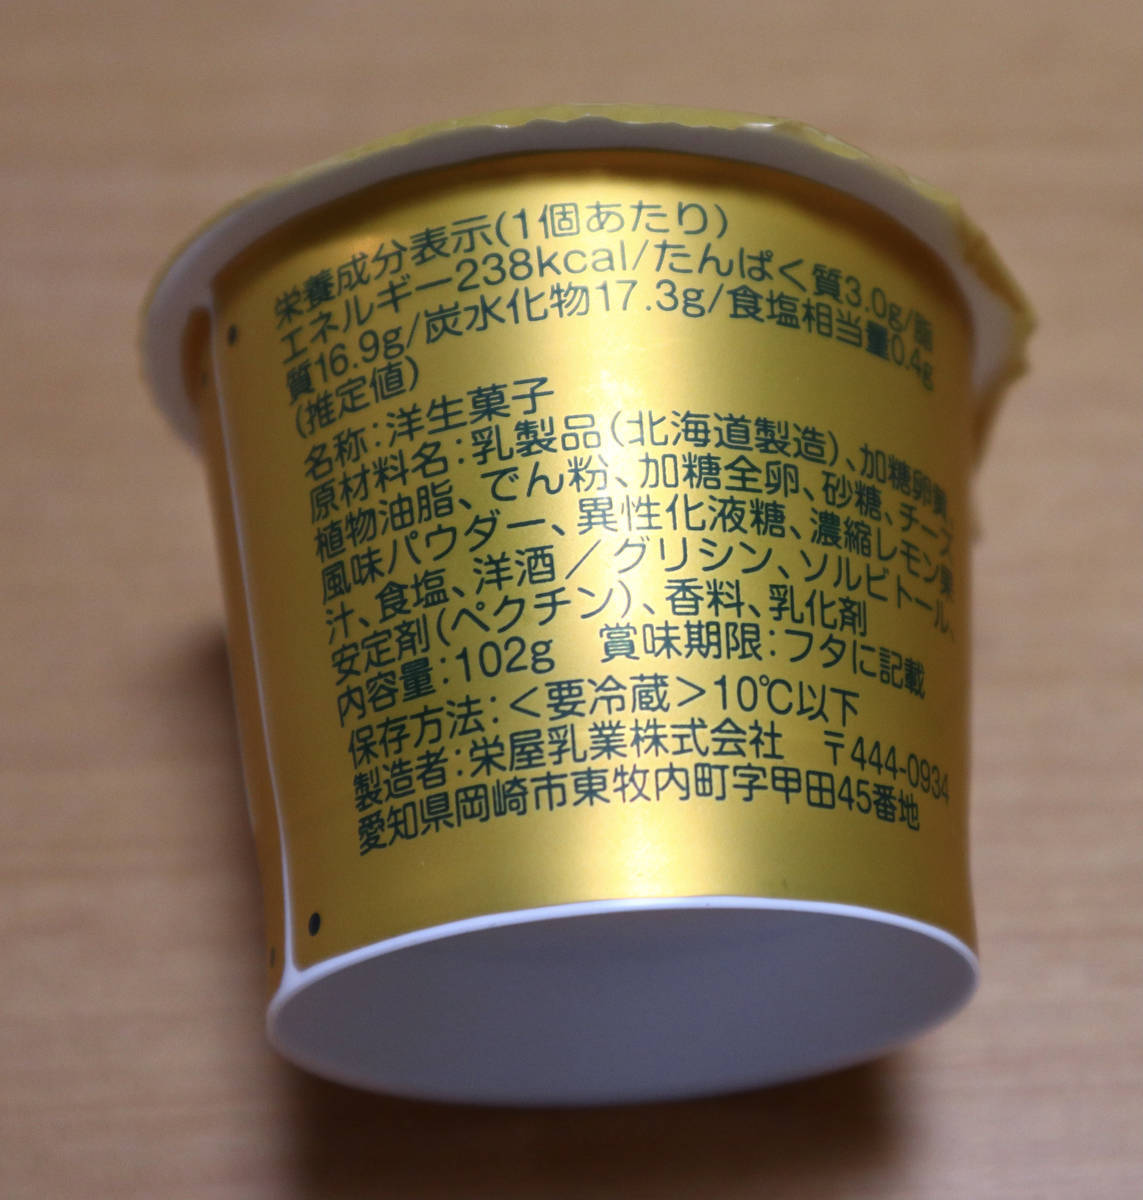 栄養成分表示(1個あたり)
エネルギー238kcal/たんぱく質3.0g/脂
質16.9g/炭水化物17.3g/食塩相当量0.4g
(推定値)
名称:洋生菓子
原材料名:乳製品(北海道製造)、加糖卵黄、
植物油脂、でん粉、加糖全卵、砂糖、チーズ
風味パウダー、異性化液糖、濃縮レモン果
汁、食塩、洋酒/グリシン、ソルビトール、
安定剤(ペクチン)、香料、乳化剤
内容量:102g 賞味期限:フタに記載
保存方法:<要冷蔵>10℃以下
製造者:栄屋乳業株式会社 〒444-0934
愛知県岡崎市東牧内町字甲田45番地